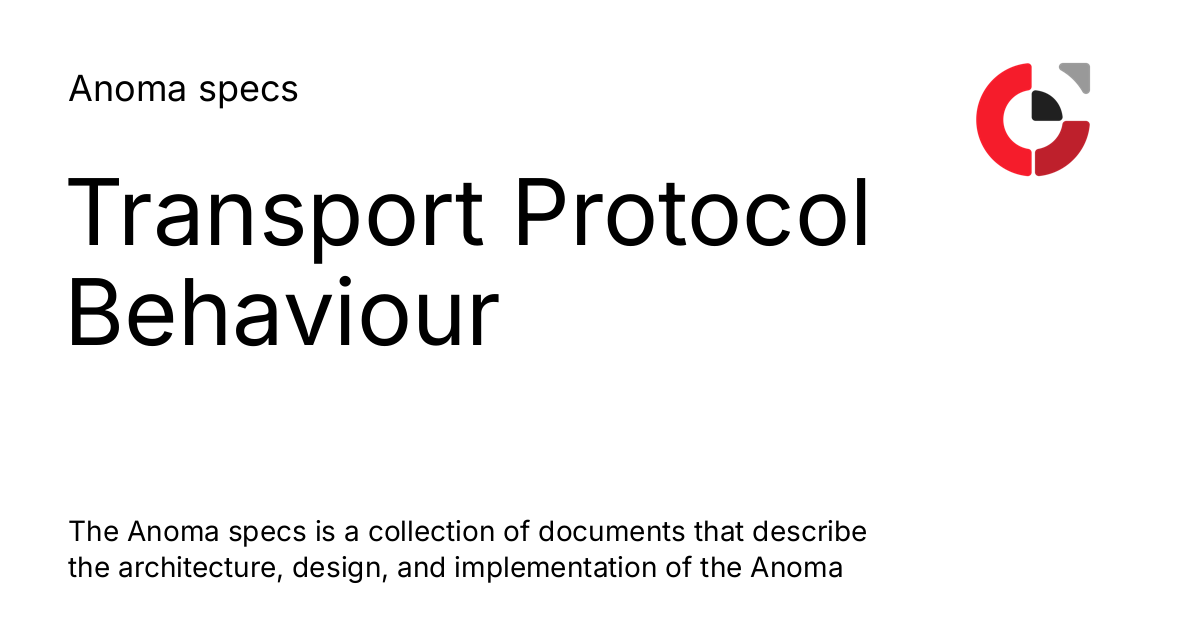 Anoma specs
Transport Protocol
Behaviour
The Anoma specs is a collection of documents that describe
the architecture, design, and implementation of the Anoma